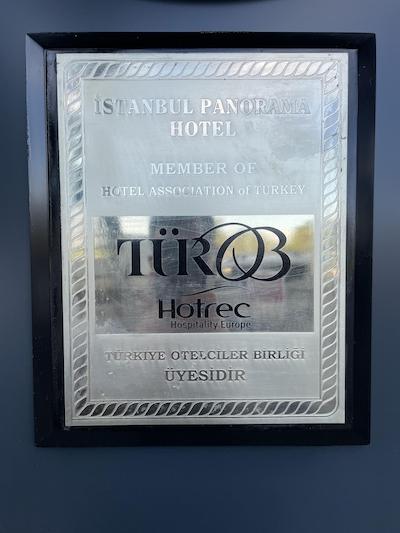 İSTANBUL PANORAMA
HOTEL
MEMBER OF
HOTEL ASSOCIATION of TURKEY
TÜROB
Hotrec
Hospitality Europe
TÜRKİYE OTELCİLER BİRLİĞİ
ÜYESİDİR